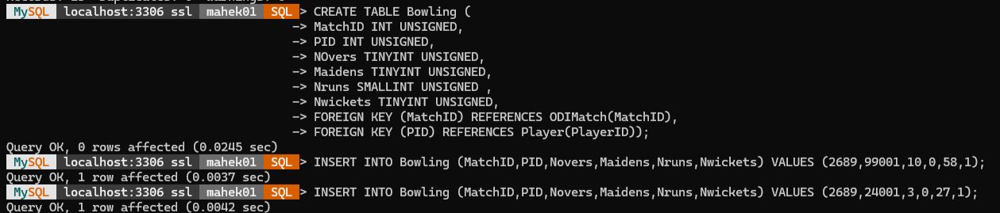 MySQL localhost:3306 ssl mahek01 SQL > CREATE TABLE Bowling (
-> MatchID INT UNSIGNED,
-> PID INT UNSIGNED,
-> NOvers TINYINT UNSIGNED,
-> Maidens TINYINT UNSIGNED,
-> Nruns SMALLINT UNSIGNED ,
-> Nwickets TINYINT UNSIGNED,
-> FOREIGN KEY (MatchID) REFERENCES ODIMatch(MatchID),
-> FOREIGN KEY (PID) REFERENCES Player(PlayerID));
Query OK, 0 rows affected (0.0245 sec)
MySQL localhost:3306 ssl mahek01 SQL > INSERT INTO Bowling (MatchID,PID,Novers,Maidens,Nruns,Nwickets) VALUES (2689,99001,10,0,58,1);
Query OK, 1 row affected (0.0037 sec)
MySQL localhost:3306 ssl mahek01 SQL > INSERT INTO Bowling (MatchID,PID,Novers,Maidens,Nruns,Nwickets) VALUES (2689,24001,3,0,27,1);
Query OK, 1 row affected (0.0042 sec)